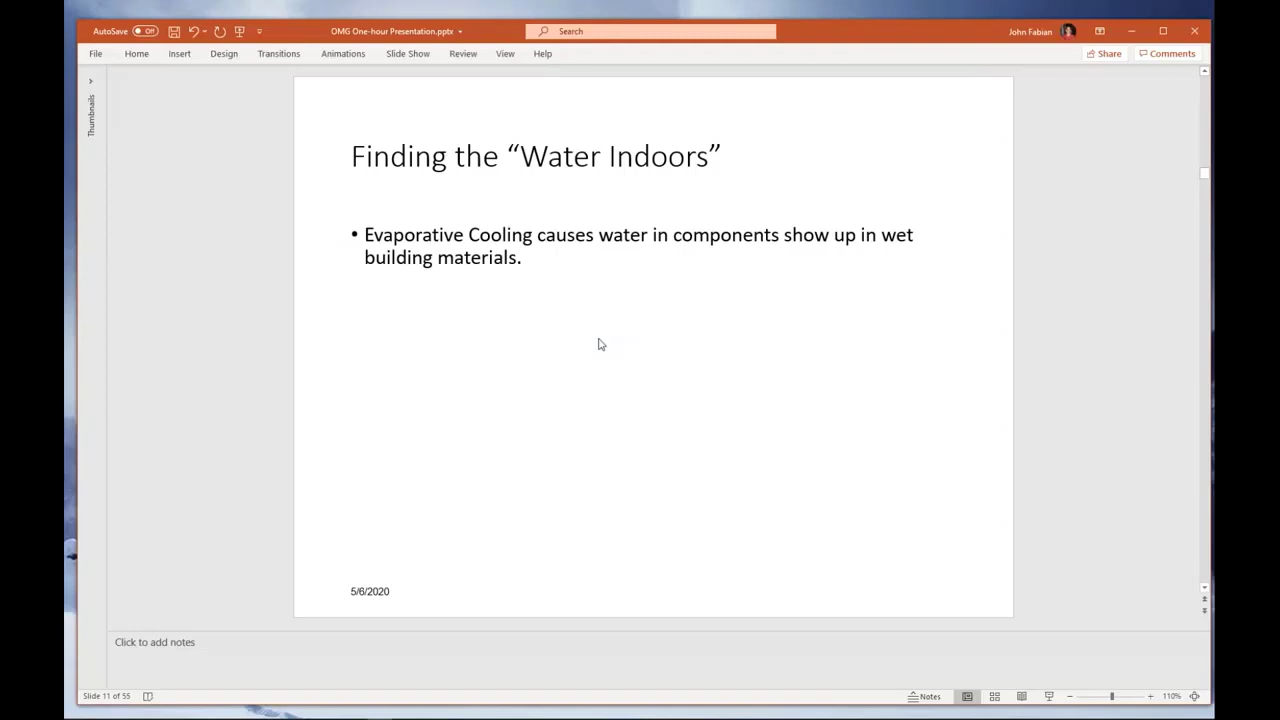 AutoSave Off OMG One-hour Presentation.pptx Search John Fabian
File Home Insert Design Transitions Animations Slide Show Review View Help Share Comments
Thumbnails
Finding the “Water Indoors”
• Evaporative Cooling causes water in components show up in wet
building materials.
5/6/2020
Click to add notes
Slide 11 of 55 Notes 110%